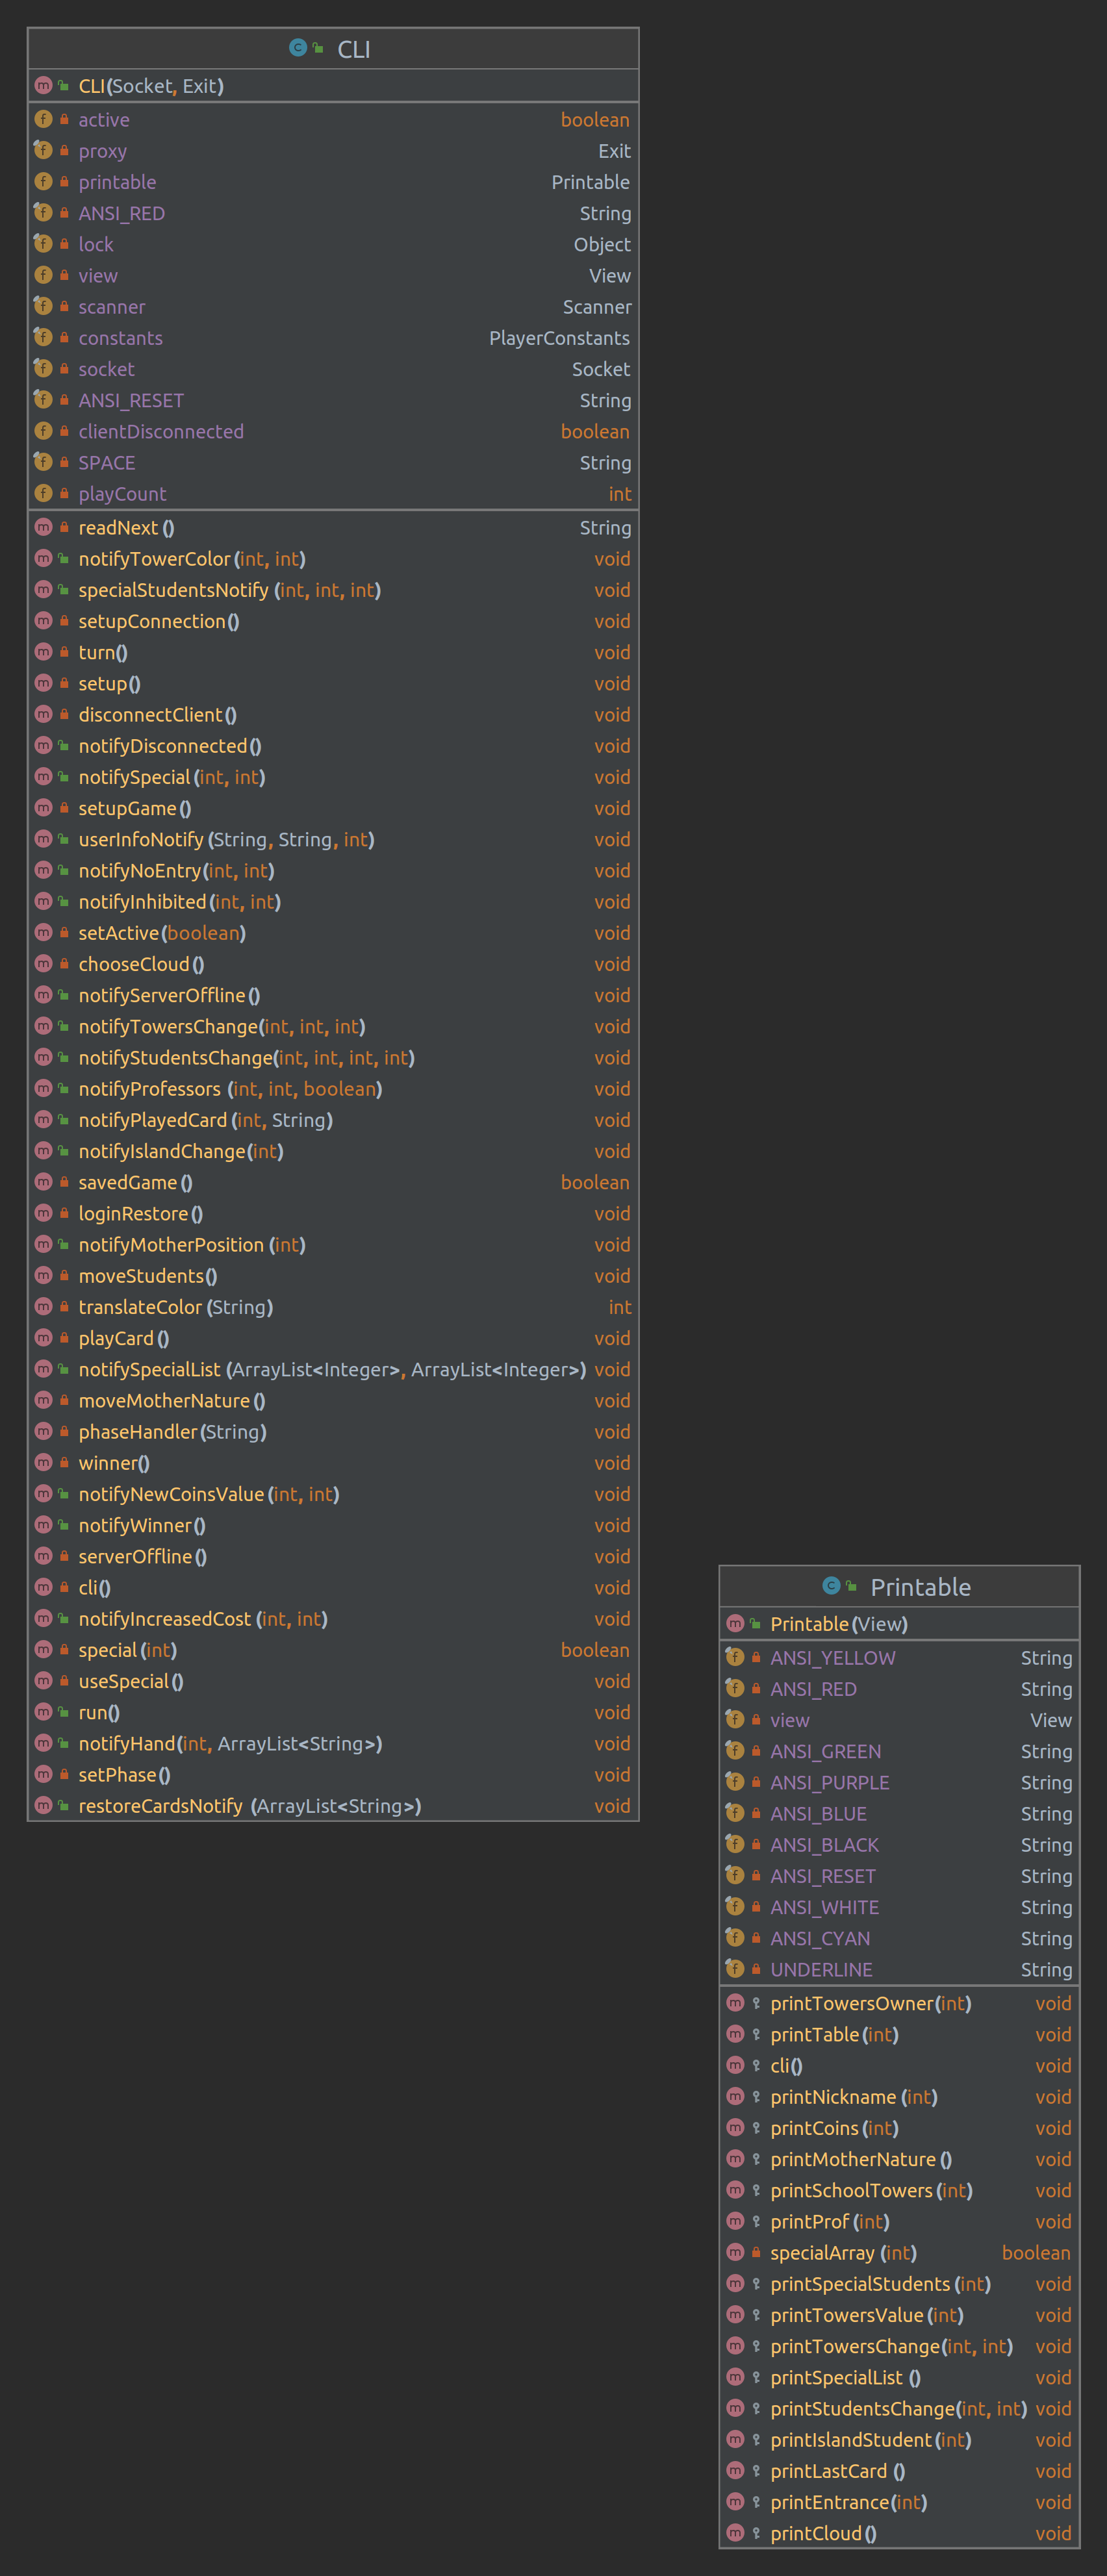 CLI
CLI(Socket, Exit)
active boolean
proxy Exit
printable Printable
ANSI_RED String
lock Object
view View
scanner Scanner
constants PlayerConstants
socket Socket
ANSI_RESET String
clientDisconnected boolean
SPACE String
playCount int
readNext() String
notifyTowerColor(int, int) void
specialStudentsNotify(int, int, int) void
setupConnection() void
turn() void
setup() void
disconnectClient() void
notifyDisconnected() void
notifySpecial(int, int) void
setupGame() void
userInfoNotify(String, String, int) void
notifyNoEntry(int, int) void
notifyInhibited(int, int) void
setActive(boolean) void
chooseCloud() void
notifyServerOffline() void
notifyTowersChange(int, int, int) void
notifyStudentsChange(int, int, int, int) void
notifyProfessors(int, int, boolean) void
notifyPlayedCard(int, String) void
notifyIslandChange(int) void
savedGame() boolean
loginRestore() void
notifyMotherPosition(int) void
moveStudents() void
translateColor(String) int
playCard() void
notifySpecialList(ArrayList<Integer>, ArrayList<Integer>) void
moveMotherNature() void
phaseHandler(String) void
winner() void
notifyNewCoinsValue(int, int) void
notifyWinner() void
serverOffline() void
cli() void
notifyIncreasedCost(int, int) void
special(int) boolean
useSpecial() void
run() void
notifyHand(int, ArrayList<String>) void
setPhase() void
restoreCardsNotify(ArrayList<String>) void
Printable
Printable(View)
ANSI_YELLOW String
ANSI_RED String
view View
ANSI_GREEN String
ANSI_PURPLE String
ANSI_BLUE String
ANSI_BLACK String
ANSI_RESET String
ANSI_WHITE String
ANSI_CYAN String
UNDERLINE String
printTowersOwner(int) void
printTable(int) void
cli() void
printNickname(int) void
printCoins(int) void
printMotherNature() void
printSchoolTowers(int) void
printProf(int) void
specialArray(int) boolean
printSpecialStudents(int) void
printTowersValue(int) void
printTowersChange(int, int) void
printSpecialList() void
printStudentsChange(int, int) void
printIslandStudent(int) void
printLastCard() void
printEntrance(int) void
printCloud() void